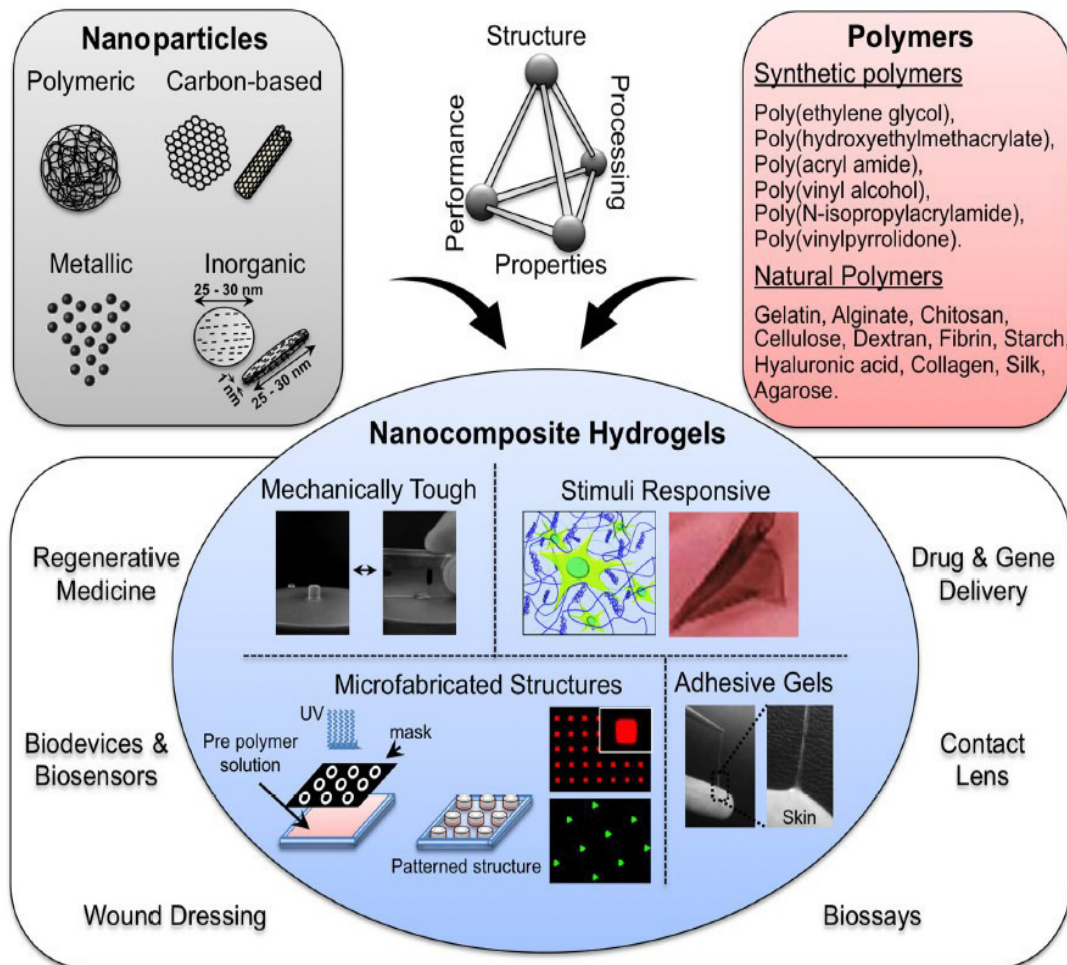 Nanoparticles
Polymeric
Carbon-based
Metallic
Inorganic
25 - 30 nm
1 nm
25 - 30 nm
Structure
Processing
Performance
Properties
Polymers
Synthetic polymers
Poly(ethylene glycol),
Poly(hydroxyethylmethacrylate),
Poly(acryl amide),
Poly(vinyl alcohol),
Poly(N-isopropylacrylamide),
Poly(vinylpyrrolidone).
Natural Polymers
Gelatin, Alginate, Chitosan,
Cellulose, Dextran, Fibrin, Starch,
Hyaluronic acid, Collagen, Silk,
Agarose.
Nanocomposite Hydrogels
Mechanically Tough
Stimuli Responsive
Microfabricated Structures
UV
mask
Pre polymer
solution
Patterned structure
Adhesive Gels
Skin
Regenerative
Medicine
Biodevices &
Biosensors
Wound Dressing
Drug & Gene
Delivery
Contact
Lens
Biossays